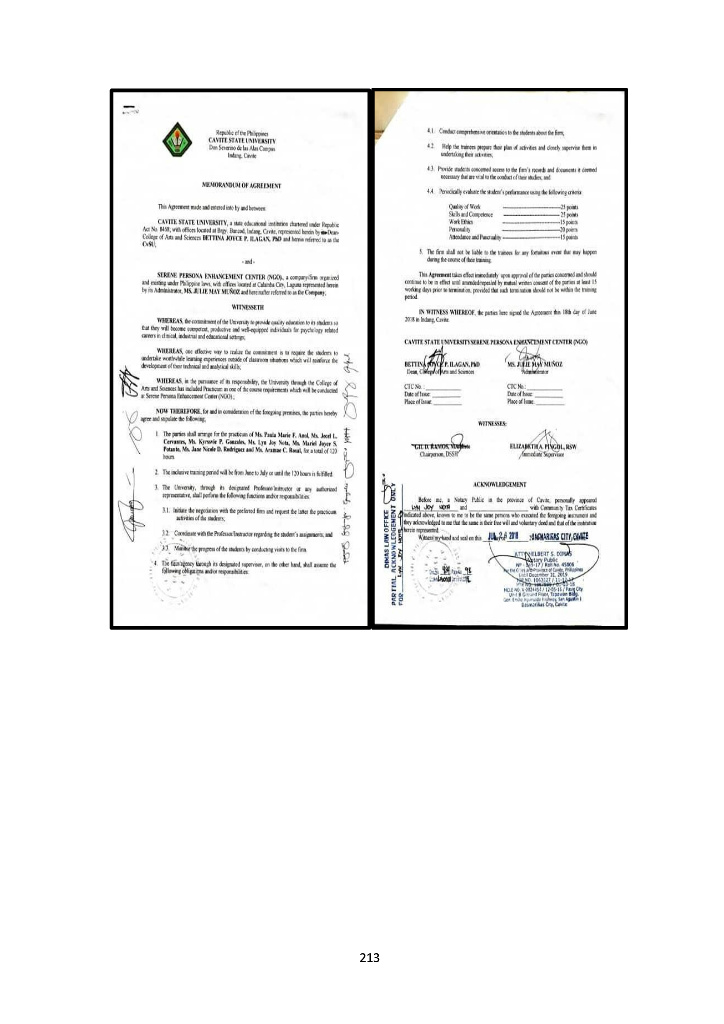 Republic of the Philippines
CAVITE STATE UNIVERSITY
Don Severino de las Alas Campus
Indang, Cavite
MEMORANDUM OF AGREEMENT
This Agreement made and entered into by and between:
CAVITE STATE UNIVERSITY, a state educational institution chartered under Republic
Act No. 8468; with offices located at Brgy. Bancod, Indang, Cavite, represented herein by Dean
College of Arts and Sciences BETTINA JOYCE P. ILAGAN, PhD and herein referred to as the
CvSU;
- and -
SERENE PERSONA ENHANCEMENT CENTER (NGO), a company/firm organized
and existing under Philippine laws, with offices located at Calamba City, Laguna represented herein
by its Administrator, MS. JULIE MAY MUÑOZ and hereinafter referred to as the Company;
WITNESSETH
WHEREAS, the commitment of the University to provide quality education to its students so
that they will become competent, productive and well-equipped individuals for psychology related
careers in clinical, industrial and educational settings;
WHEREAS, one effective way to realize the commitment is to require the students to
undertake worthwhile learning experiences outside of classroom situations which will reinforce the
development of their technical and analytical skills;
WHEREAS, in the pursuance of its responsibility, the University through the College of
Arts and Sciences has included Practicum as one of the course requirements which will be conducted
at Serene Persona Enhancement Center (NGO);
NOW THEREFORE, for and in consideration of the foregoing premises, the parties hereby
agree and stipulate the following;
1. The parties shall arrange for the practicum of Ms. Paula Marie F. Anol, Ms. Jocel L.
Cervantes, Ms. Kyrstvie P. Gonzales, Ms. Lyn Joy Nota, Ms. Mariel Joyer S.
Potante, Ms. Jane Nicole D. Rodriguez and Ms. Aramae C. Rosal, for a total of 120
hours.
2. The inclusive training period will be from June to July or until the 120 hours is fulfilled.
3. The University, through its designated Professor/Instructor or any authorized
representative, shall perform the following functions and/or responsibilities:
3.1. Initiate the negotiation with the preferred firm and request the latter the practicum
activities of the students;
3.2. Coordinate with the Professor/Instructor regarding the student's assignments; and
3.3. Monitor the progress of the students by conducting visits to the firm.
4. The firm/agency through its designated supervisor, on the other hand, shall assume the
following obligations and/or responsibilities:
4.1. Conduct comprehensive orientation to the students about the firm;
4.2. Help the trainees prepare their plan of activities and closely supervise them in
undertaking their activities;
4.3. Provide students concerned access to the firm's records and documents it deemed
necessary that are vital to the conduct of their studies; and
4.4. Periodically evaluate the student's performance using the following criteria:
Quality of Work ----------25 points
Skills and Competence ---------- 25 points
Work Ethics ----------15 points
Personality ----------20 points
Attendance and Punctuality ----------15 points
5. The firm shall not be liable to the trainees for any fortuitous event that may happen
during the course of their training.
This Agreement takes effect immediately upon approval of the parties concerned and should
continue to be in effect until amended/repealed by mutual written consent of the parties at least 15
working days prior to termination, provided that such termination should not be within the training
period.
IN WITNESS WHEREOF, the parties here signed the Agreement this 18th day of June
2018 in Indang, Cavite.
CAVITE STATE UNIVERSITY SERENE PERSONA ENHANCEMENT CENTER (NGO)
BETTINA JOYCE P. ILAGAN, PhD MS. JULIE MAY MUÑOZ
Dean, College of Arts and Sciences Administrator
CTC No.: CTC No.:
Date of Issue: Date of Issue:
Place of Issue: Place of Issue:
WITNESSES:
GIL D. RAMOS ELIZABETH A. PINGOL, RSW
Chairperson, DSSH Immediate Supervisor
ACKNOWLEDGEMENT
Before me, a Notary Public in the province of Cavite, personally appeared
LYN JOY NOTA and with Community Tax Certificates
indicated above, known to me to be the same persons who executed the foregoing instrument and
they acknowledged to me that the same is their free will and voluntary deed and that of the institution
herein represented.
Witness my hand and seal on this JUL 26 2018 DASMARIÑAS CITY, CAVITE
DIMAS LAW OFFICE
PARTIAL ACKNOWLEDGEMENT ONLY
FOR LYN JOY NOTA
Notary Public
Until December 31, 2019
Dasmariñas City, Cavite
213